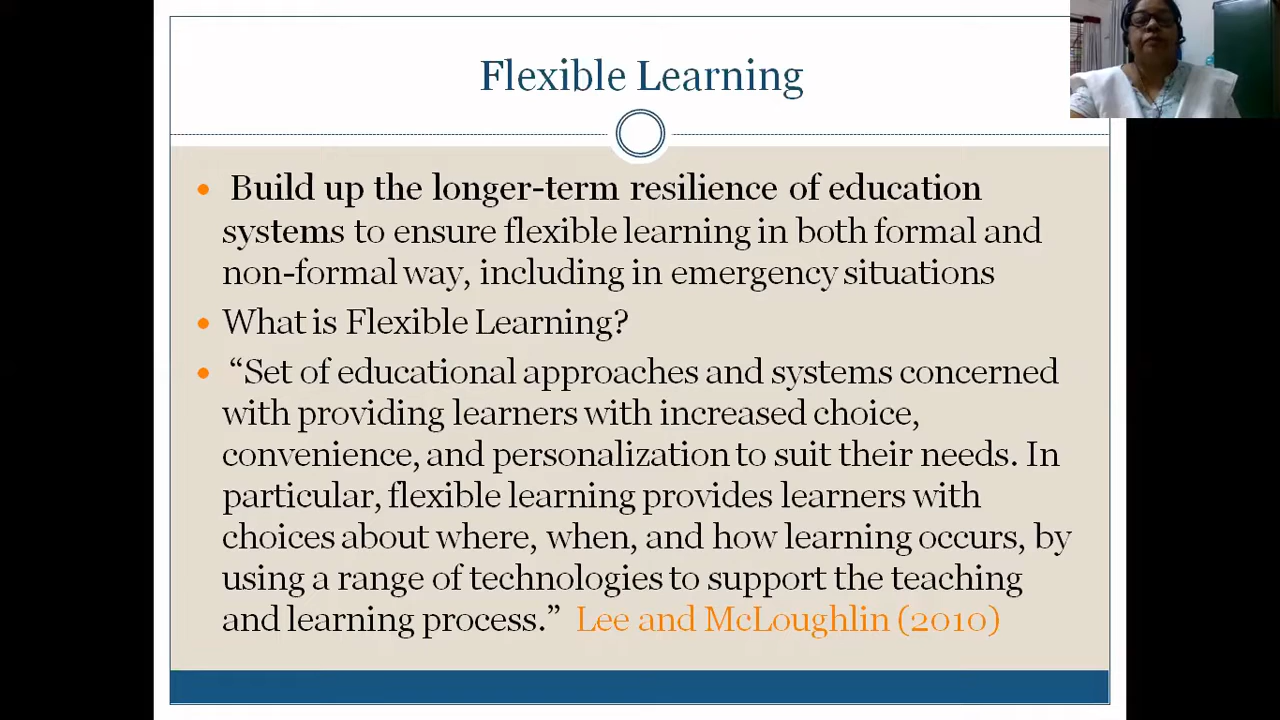 Flexible Learning
• Build up the longer-term resilience of education
systems to ensure flexible learning in both formal and
non-formal way, including in emergency situations
• What is Flexible Learning?
• “Set of educational approaches and systems concerned
with providing learners with increased choice,
convenience, and personalization to suit their needs. In
particular, flexible learning provides learners with
choices about where, when, and how learning occurs, by
using a range of technologies to support the teaching
and learning process.” Lee and McLoughlin (2010)